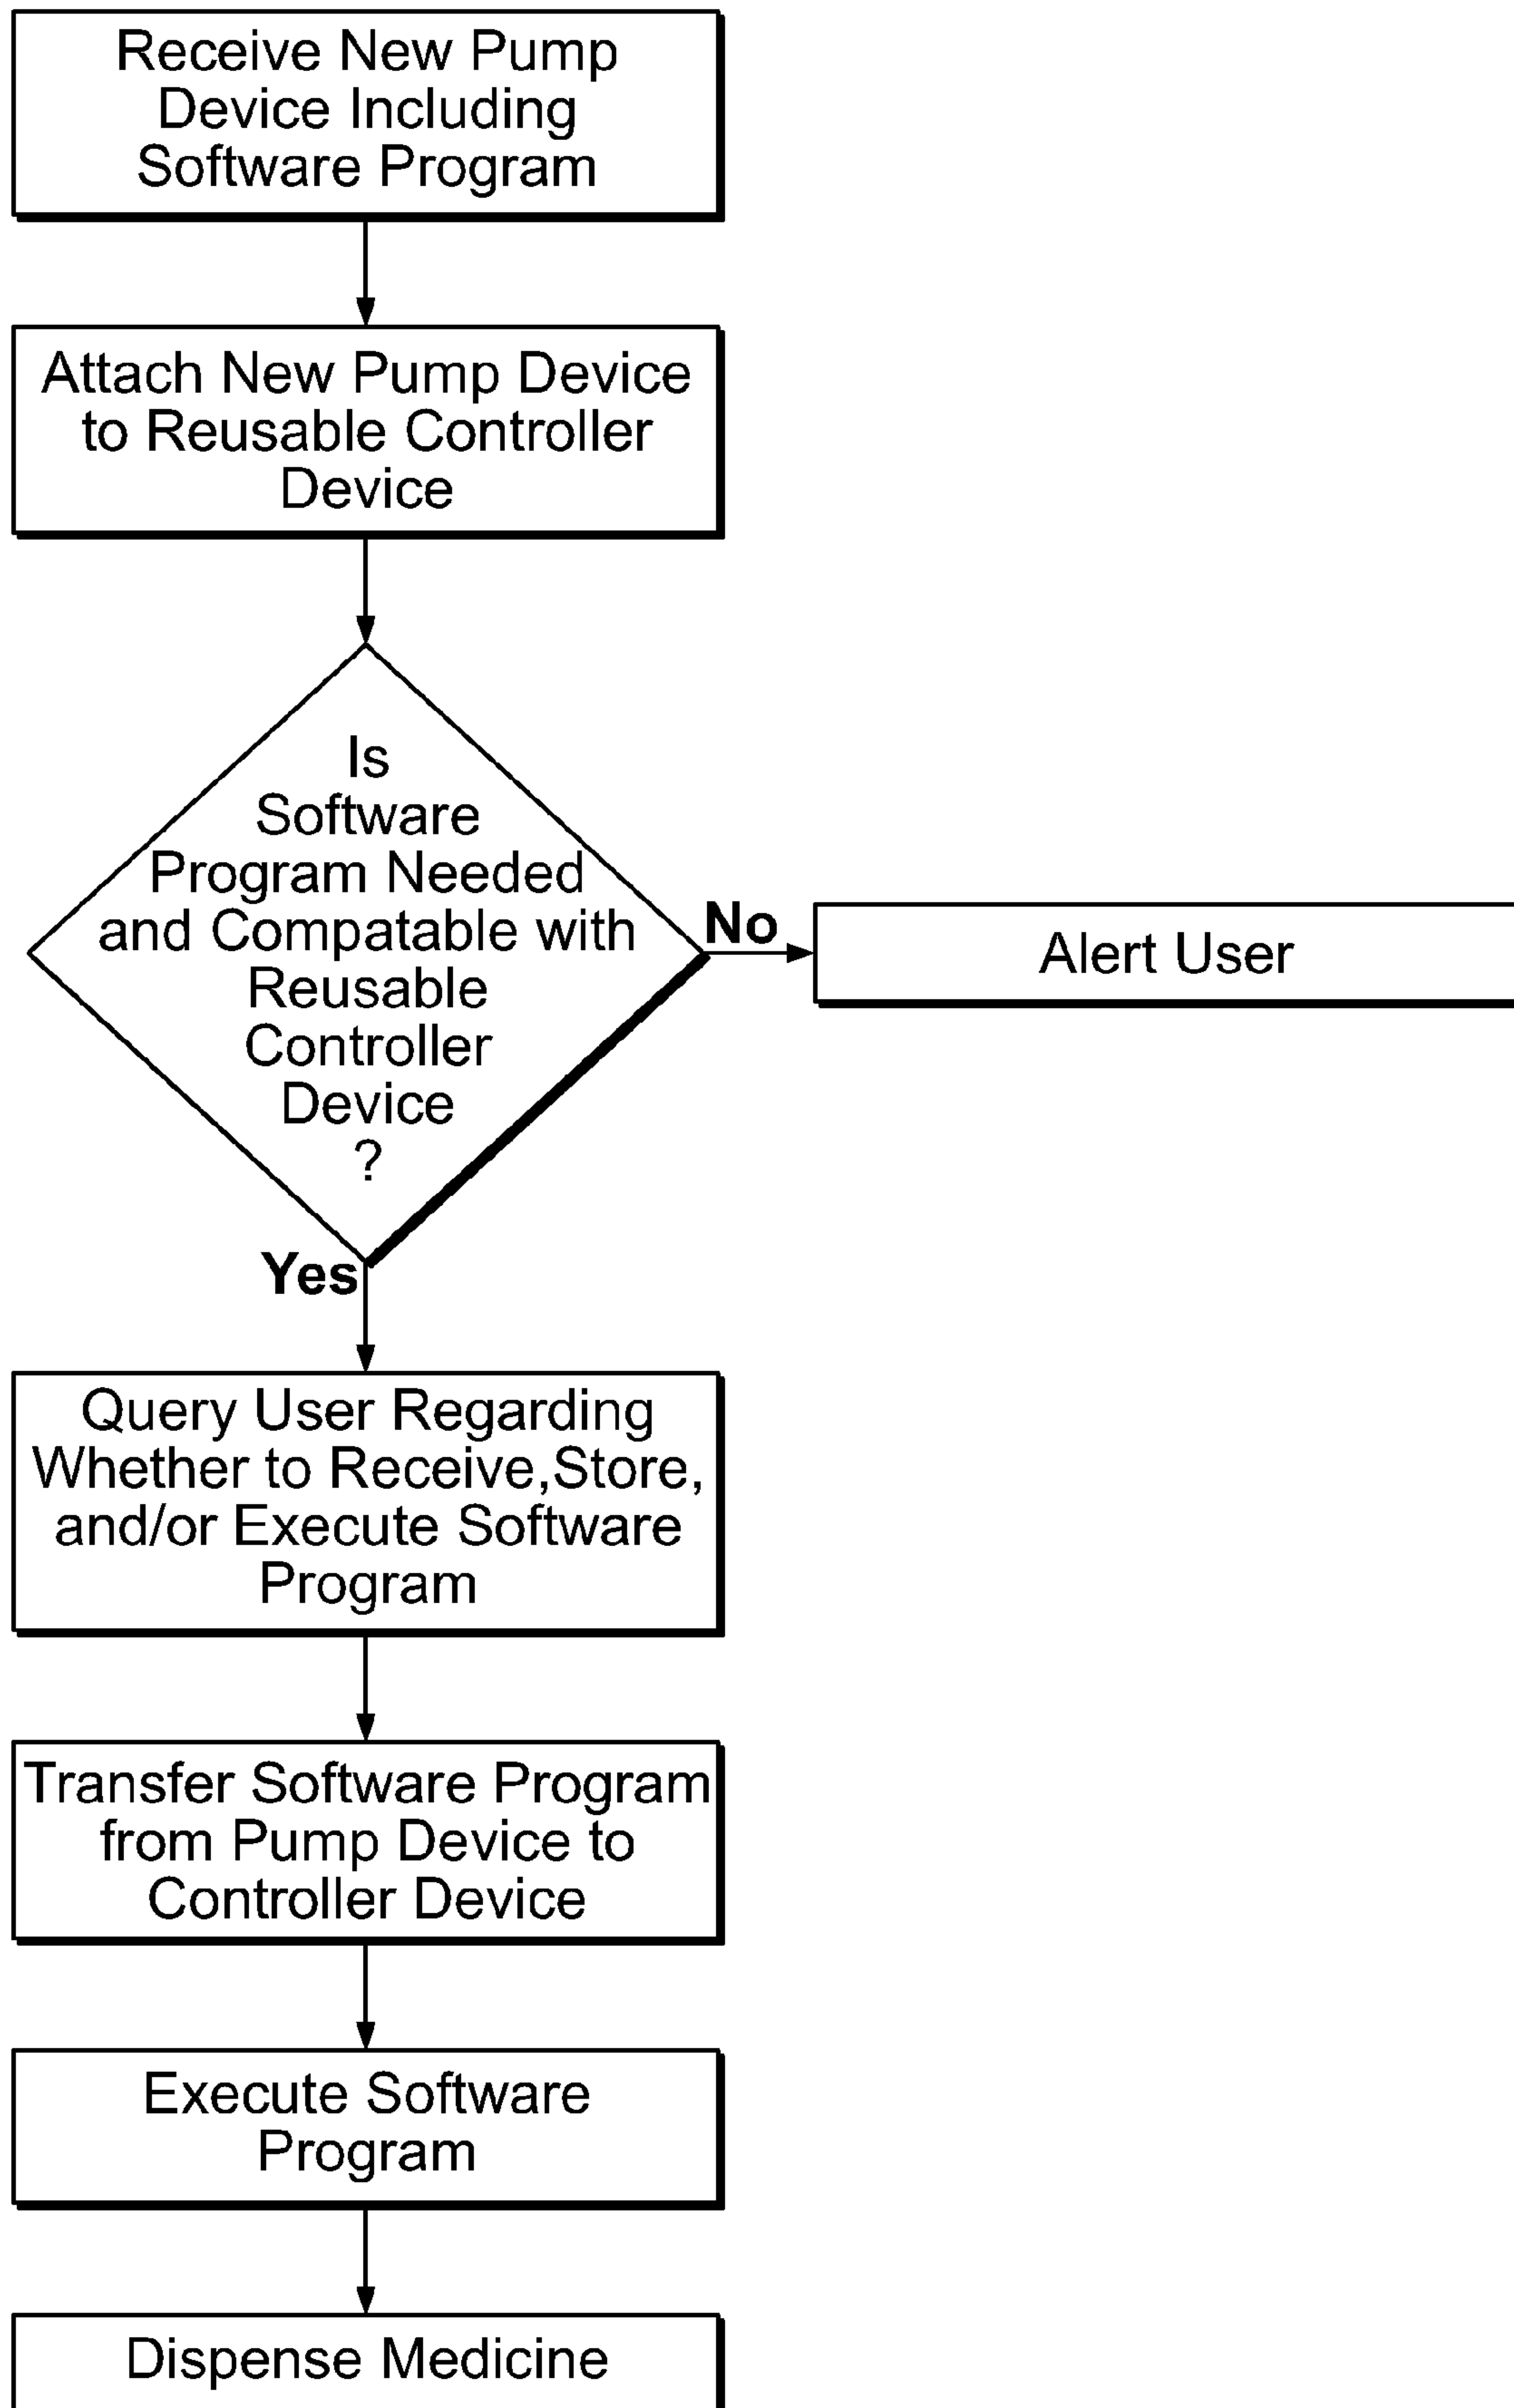 Receive New Pump
Device Including
Software Program
Attach New Pump Device
to Reusable Controller
Device
Is
Software
Program Needed
and Compatable with
Reusable
Controller
Device
?
No
Alert User
Yes
Query User Regarding
Whether to Receive,Store,
and/or Execute Software
Program
Transfer Software Program
from Pump Device to
Controller Device
Execute Software
Program
Dispense Medicine